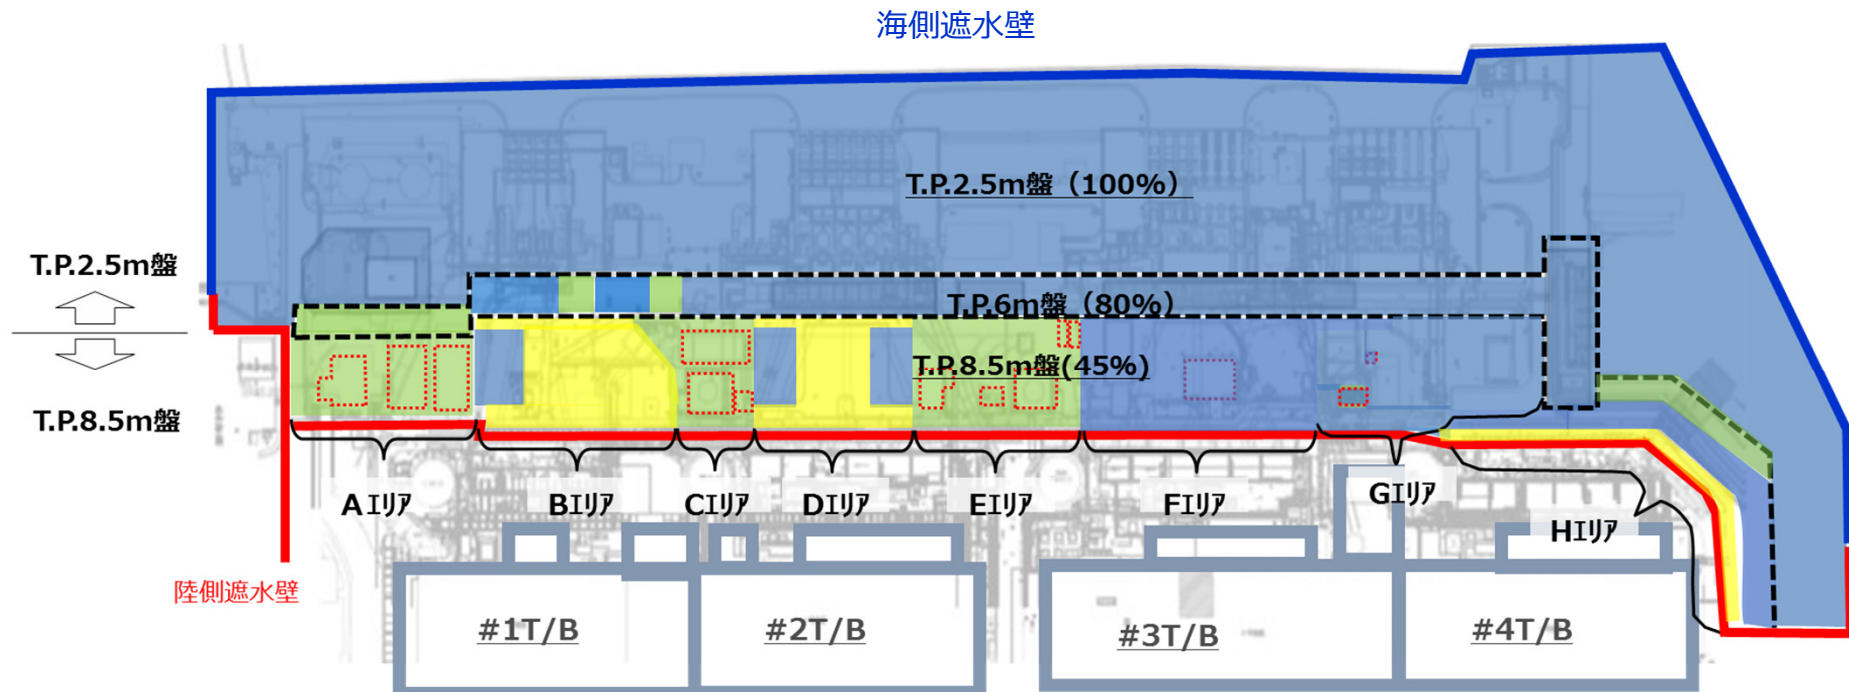 海側遮水壁
T.P.2.5m盤（100%）
T.P.2.5m盤
T.P.6m盤（80%）
T.P.8.5m盤(45%)
T.P.8.5m盤
Aエリア
Bエリア
Cエリア
Dエリア
Eエリア
Fエリア
Gエリア
Hエリア
陸側遮水壁
#1T/B
#2T/B
#3T/B
#4T/B